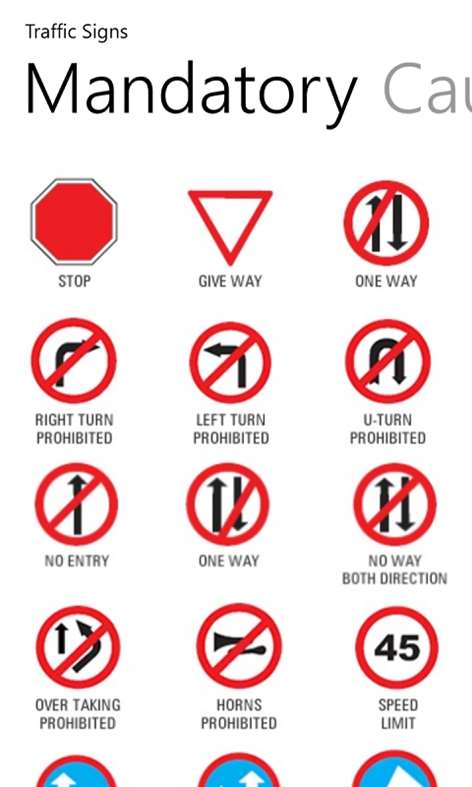 Traffic Signs
Mandatory Cau
STOP
GIVE WAY
ONE WAY
RIGHT TURN
PROHIBITED
LEFT TURN
PROHIBITED
U-TURN
PROHIBITED
NO ENTRY
ONE WAY
NO WAY
BOTH DIRECTION
OVER TAKING
PROHIBITED
HORNS
PROHIBITED
45
SPEED
LIMIT